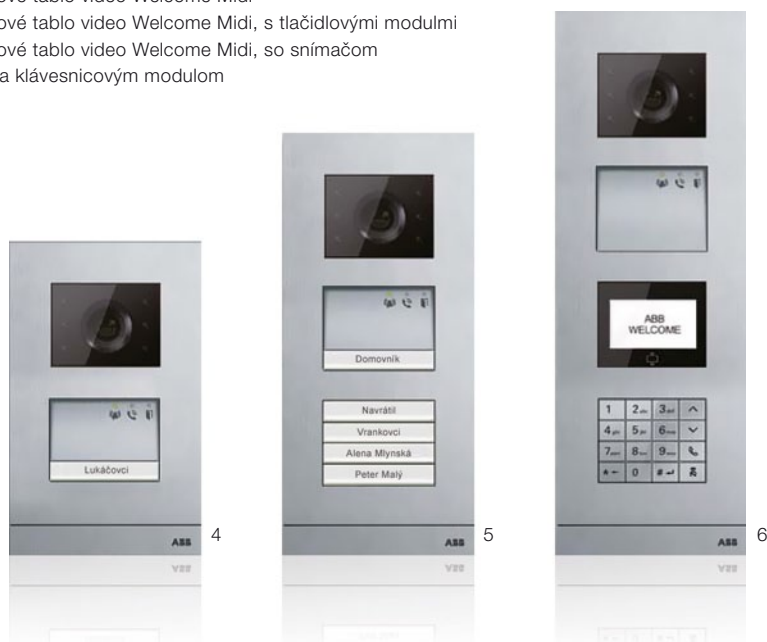 ové tablo video Welcome Midi
ové tablo video Welcome Midi, s tlačidlovými modulmi
ové tablo video Welcome Midi, so snímačom
a klávesnicovým modulom
Lukáčovci
ABB
4
Domovník
Navrátil
Vrankovci
Alena Mlynská
Peter Malý
ABB
5
ABB
WELCOME
1 2 3
4 5 6
7 8 9
* 0 #
ABB
6